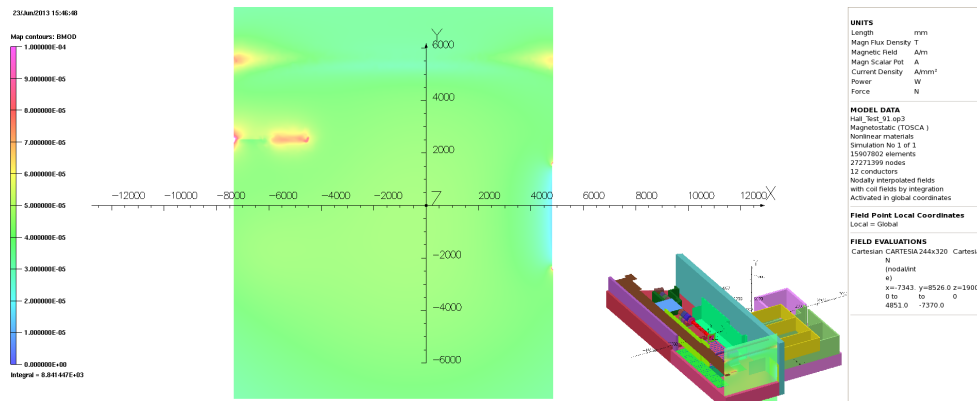 23/Jun/2013 15:46:48
Map contours: BMOD
1.000000E-04
9.000000E-05
8.000000E-05
7.000000E-05
6.000000E-05
5.000000E-05
4.000000E-05
3.000000E-05
2.000000E-05
1.000000E-05
0.000000E+00
Integral = 8.841447E+03
Y
6000
4000
2000
-12000 -10000 -8000 -6000 -4000 -2000 Z 2000 4000 6000 8000 10000 12000 X
-2000
-4000
-6000
Y
UNITS
Length mm
Magn Flux Density T
Magnetic Field A/m
Magn Scalar Pot A
Current Density A/mm²
Power W
Force N
MODEL DATA
Hall_Test_91.op3
Magnetostatic (TOSCA )
Nonlinear materials
Simulation No 1 of 1
15907802 elements
27271399 nodes
12 conductors
Nodally interpolated fields
with coil fields by integration
Activated in global coordinates
Field Point Local Coordinates
Local = Global
FIELD EVALUATIONS
Cartesian CARTESIA 244x320 Cartesi
N
(nodal/int
e)
x=-7343. y=8526.0 z=1900
0 to to 0
4851.0 -7370.0